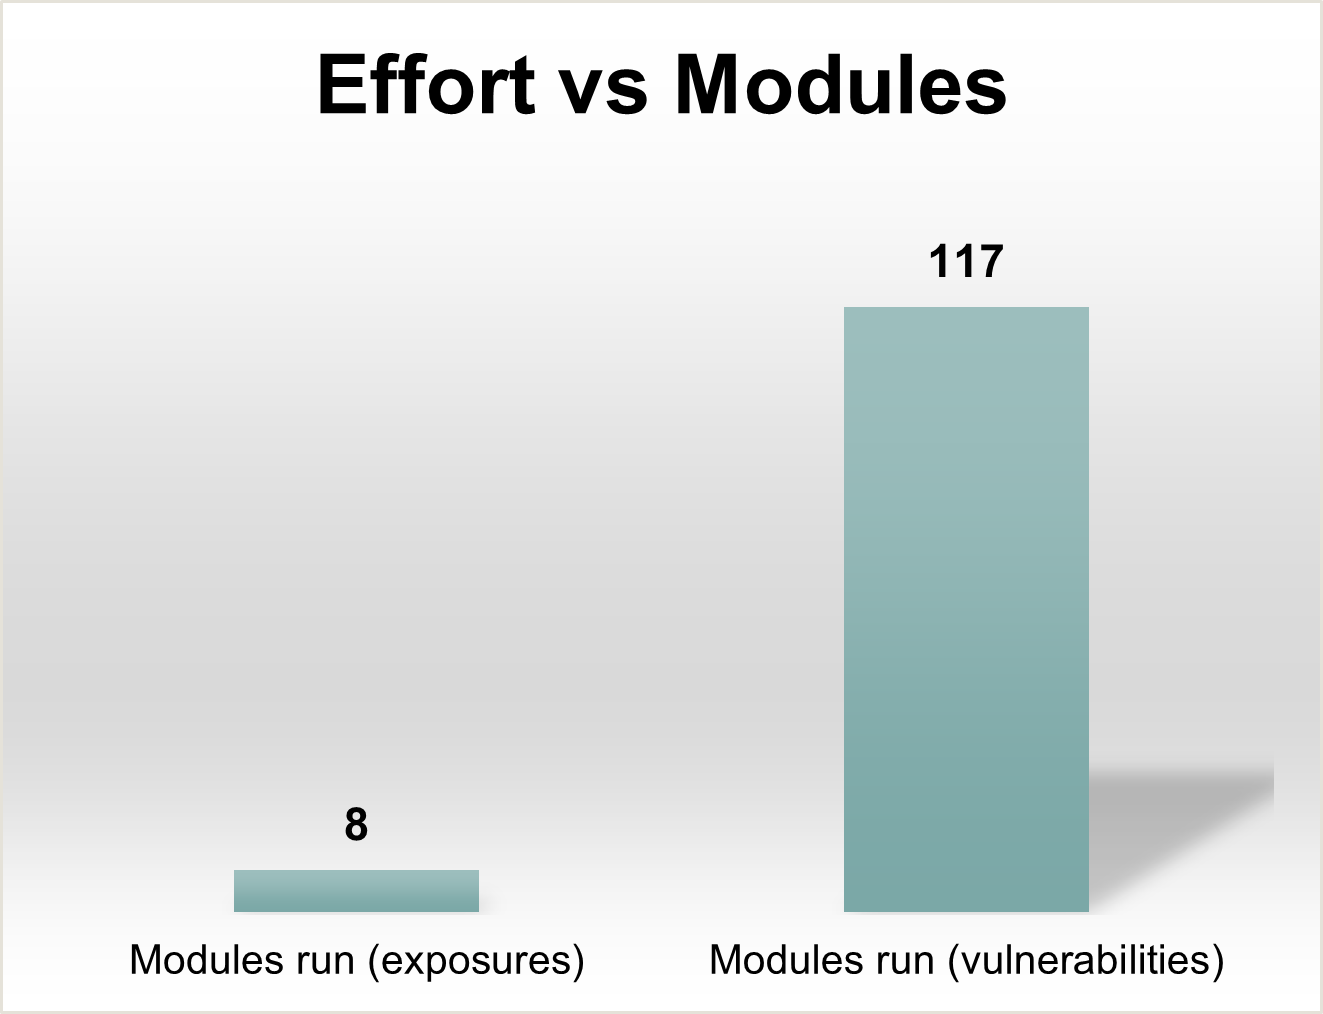 Effort vs Modules
117
8
Modules run (exposures)
Modules run (vulnerabilities)